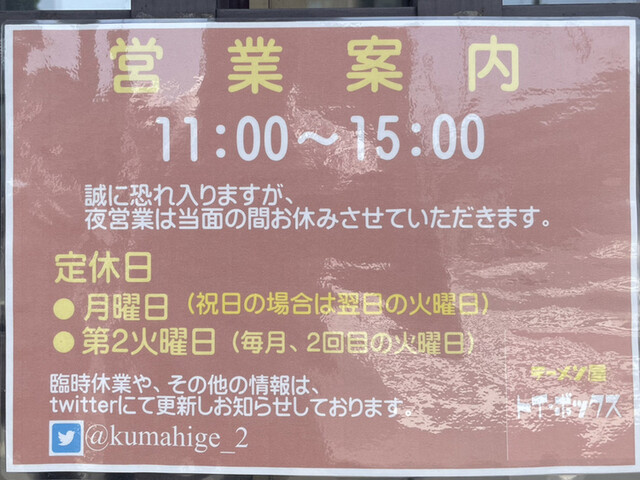 営業案内
11:00～15:00
誠に恐れ入りますが、
夜営業は当面の間お休みさせていただきます。
定休日
● 月曜日（祝日の場合は翌日の火曜日）
● 第2火曜日（毎月、2回目の火曜日）
臨時休業や、その他の情報は、
twitterにて更新しお知らせしております。
@kumahige_2
ラーメン屋
トイ・ボックス